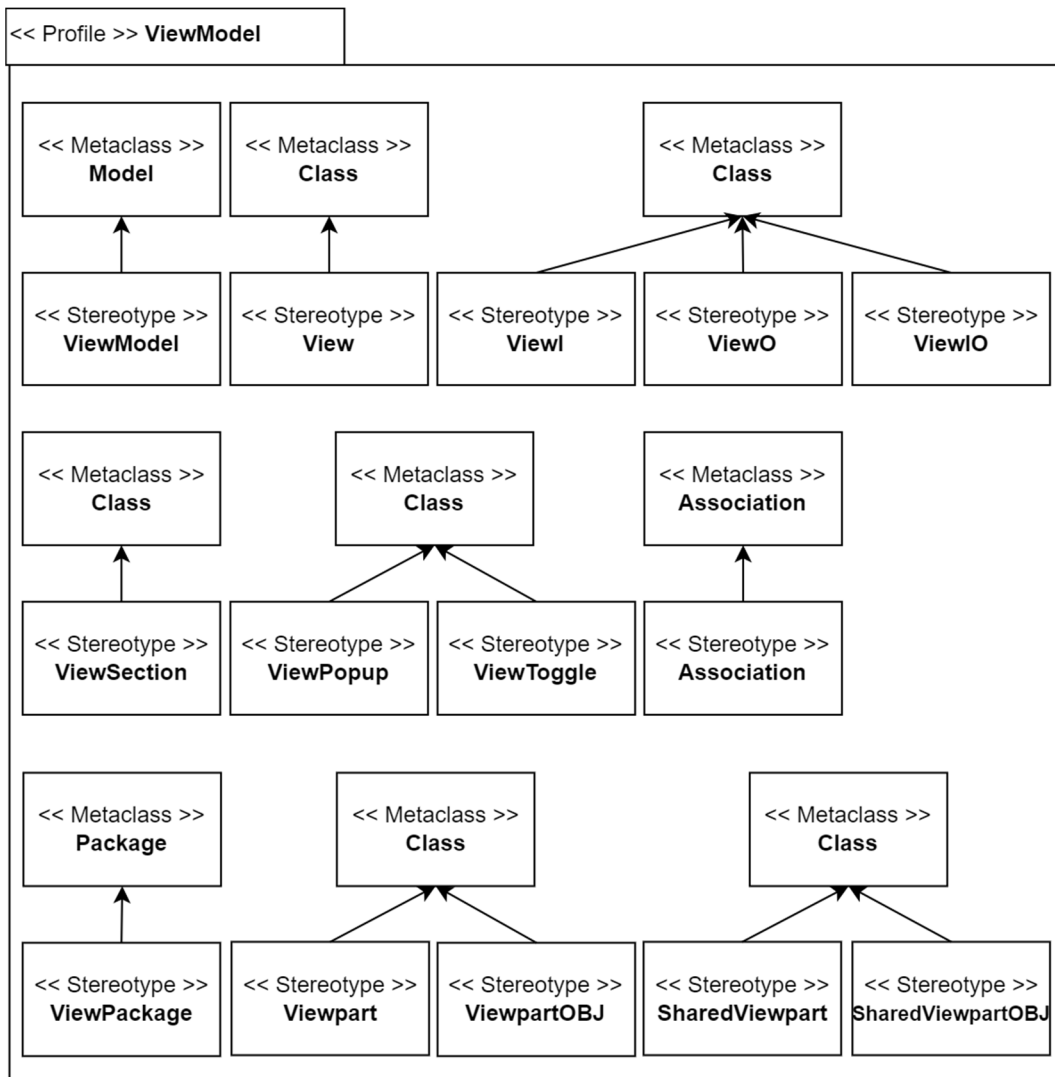 << Profile >> ViewModel
<< Metaclass >>
Model
<< Metaclass >>
Class
<< Metaclass >>
Class
<< Stereotype >>
ViewModel
<< Stereotype >>
View
<< Stereotype >>
ViewI
<< Stereotype >>
ViewO
<< Stereotype >>
ViewIO
<< Metaclass >>
Class
<< Metaclass >>
Class
<< Metaclass >>
Association
<< Stereotype >>
ViewSection
<< Stereotype >>
ViewPopup
<< Stereotype >>
ViewToggle
<< Stereotype >>
Association
<< Metaclass >>
Package
<< Metaclass >>
Class
<< Metaclass >>
Class
<< Stereotype >>
ViewPackage
<< Stereotype >>
Viewpart
<< Stereotype >>
ViewpartOBJ
<< Stereotype >>
SharedViewpart
<< Stereotype >>
SharedViewpartOBJ